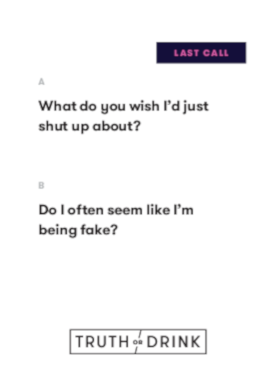 LAST CALL
A
What do you wish I'd just
shut up about?
B
Do I often seem like I'm
being fake?
TRUTH OR DRINK